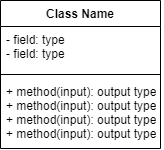 Class Name
- field: type
- field: type
+ method(input): output type
+ method(input): output type
+ method(input): output type
+ method(input): output type